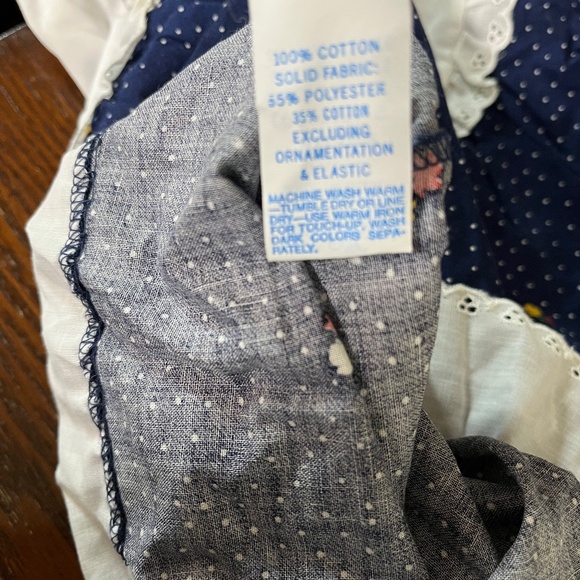 100% COTTON
SOLID FABRIC:
65% POLYESTER
35% COTTON
EXCLUDING
ORNAMENTATION
& ELASTIC
MACHINE WASH WARM
—TUMBLE DRY OR LINE
DRY—USE WARM IRON
FOR TOUCH-UP. WASH
DARK COLORS SEPA-
RATELY.